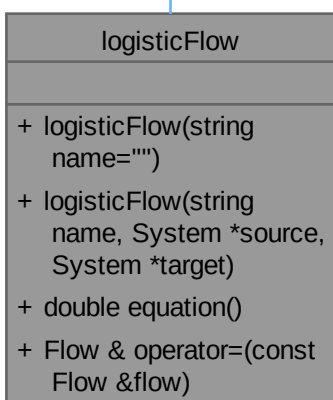 logisticFlow
+ logisticFlow(string
name="")
+ logisticFlow(string
name, System *source,
System *target)
+ double equation()
+ Flow & operator=(const
Flow &flow)